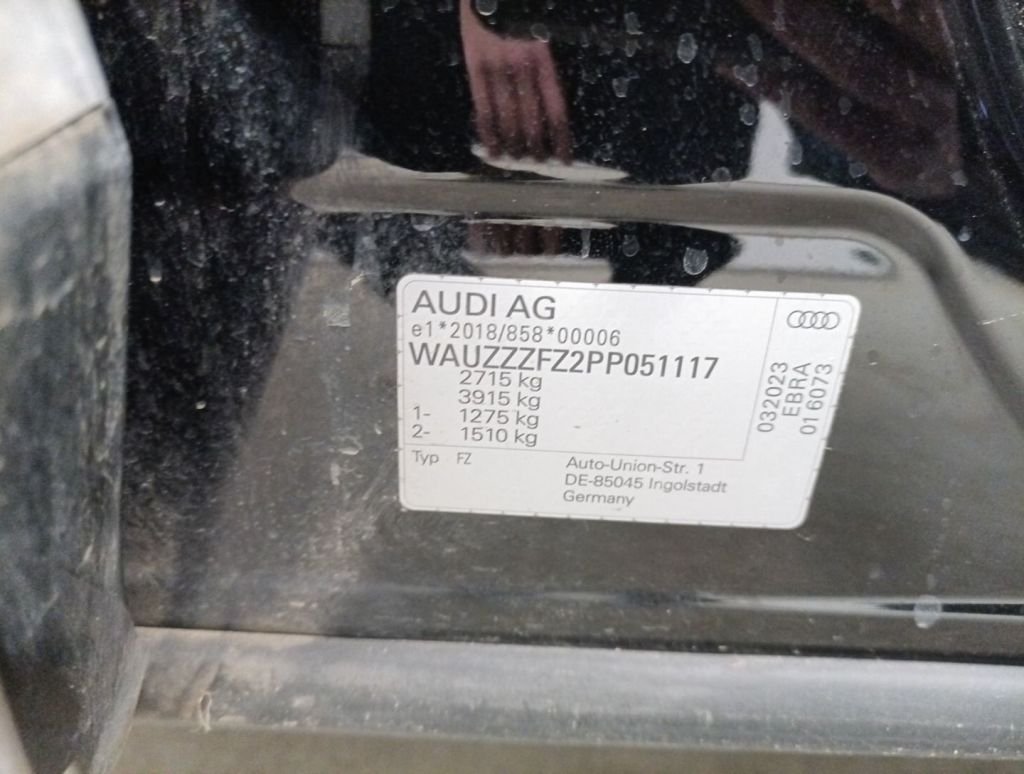 AUDI AG
e1*2018/858*00006
WAUZZZFZ2PP051117
2715 kg
3915 kg
1- 1275 kg
2- 1510 kg
Typ FZ
Auto-Union-Str. 1
DE-85045 Ingolstadt
Germany
032023
EBRA
016073